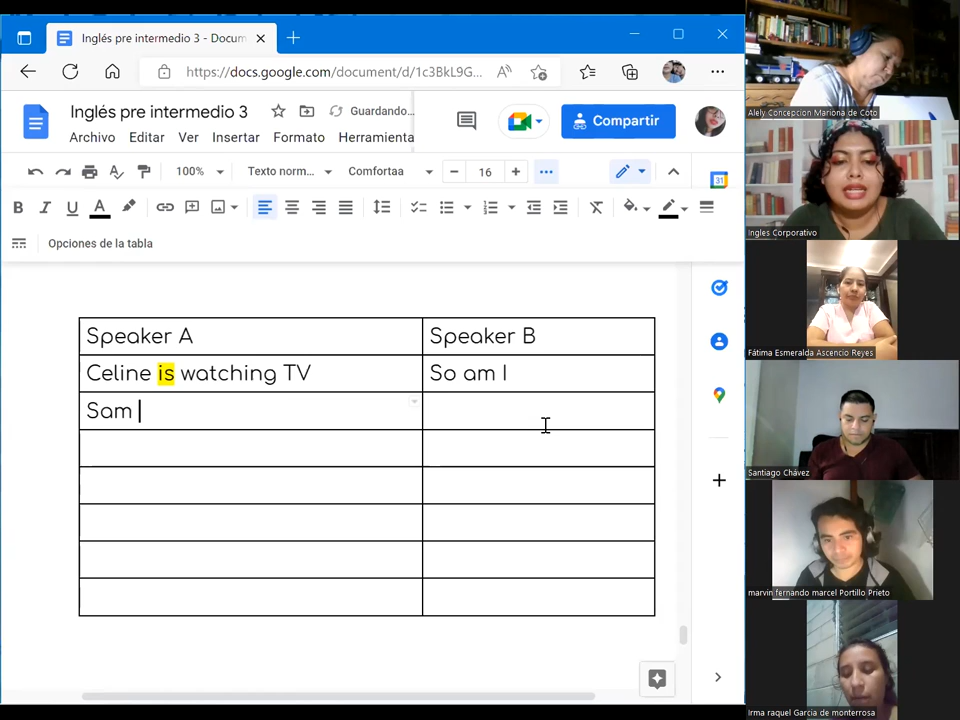 Inglés pre intermedio 3 - Docum
https://docs.google.com/document/d/1c3BkL9G...
Inglés pre intermedio 3
Guardando...
Compartir
Archivo Editar Ver Insertar Formato Herramienta
100% Texto norm... Comfortaa 16
Opciones de la tabla
Speaker A Speaker B
Celine is watching TV So am I
Sam
Alely Concepcion Mariona de Coto
Ingles Corporativo
Fátima Esmeralda Ascencio Reyes
Santiago Chávez
marvin fernando marcel Portillo Prieto
Irma raquel Garcia de monterrosa